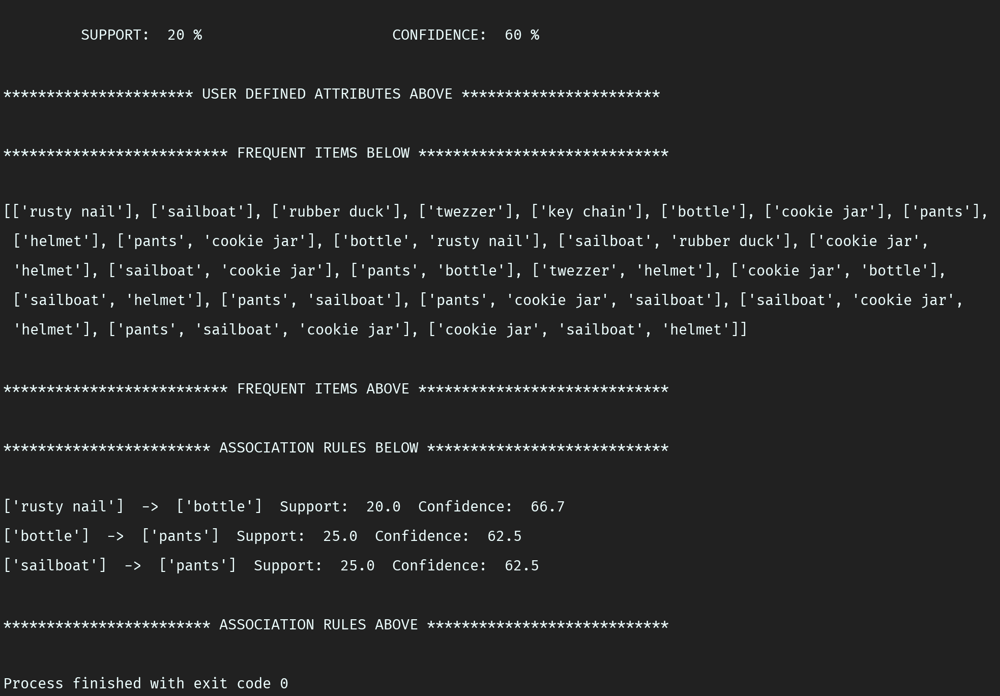 SUPPORT:  20 %                      CONFIDENCE:  60 %
********************** USER DEFINED ATTRIBUTES ABOVE ***********************
************************** FREQUENT ITEMS BELOW *****************************
[['rusty nail'], ['sailboat'], ['rubber duck'], ['twezzer'], ['key chain'], ['bottle'], ['cookie jar'], ['pants'],
['helmet'], ['pants', 'cookie jar'], ['bottle', 'rusty nail'], ['sailboat', 'rubber duck'], ['cookie jar',
'helmet'], ['sailboat', 'cookie jar'], ['pants', 'bottle'], ['twezzer', 'helmet'], ['cookie jar', 'bottle'],
['sailboat', 'helmet'], ['pants', 'sailboat'], ['pants', 'cookie jar', 'sailboat'], ['sailboat', 'cookie jar',
'helmet'], ['pants', 'sailboat', 'cookie jar'], ['cookie jar', 'sailboat', 'helmet']]
************************** FREQUENT ITEMS ABOVE *****************************
************************ ASSOCIATION RULES BELOW ****************************
['rusty nail']  ->  ['bottle']  Support:  20.0  Confidence:  66.7
['bottle']  ->  ['pants']  Support:  25.0  Confidence:  62.5
['sailboat']  ->  ['pants']  Support:  25.0  Confidence:  62.5
************************ ASSOCIATION RULES ABOVE ****************************
Process finished with exit code 0